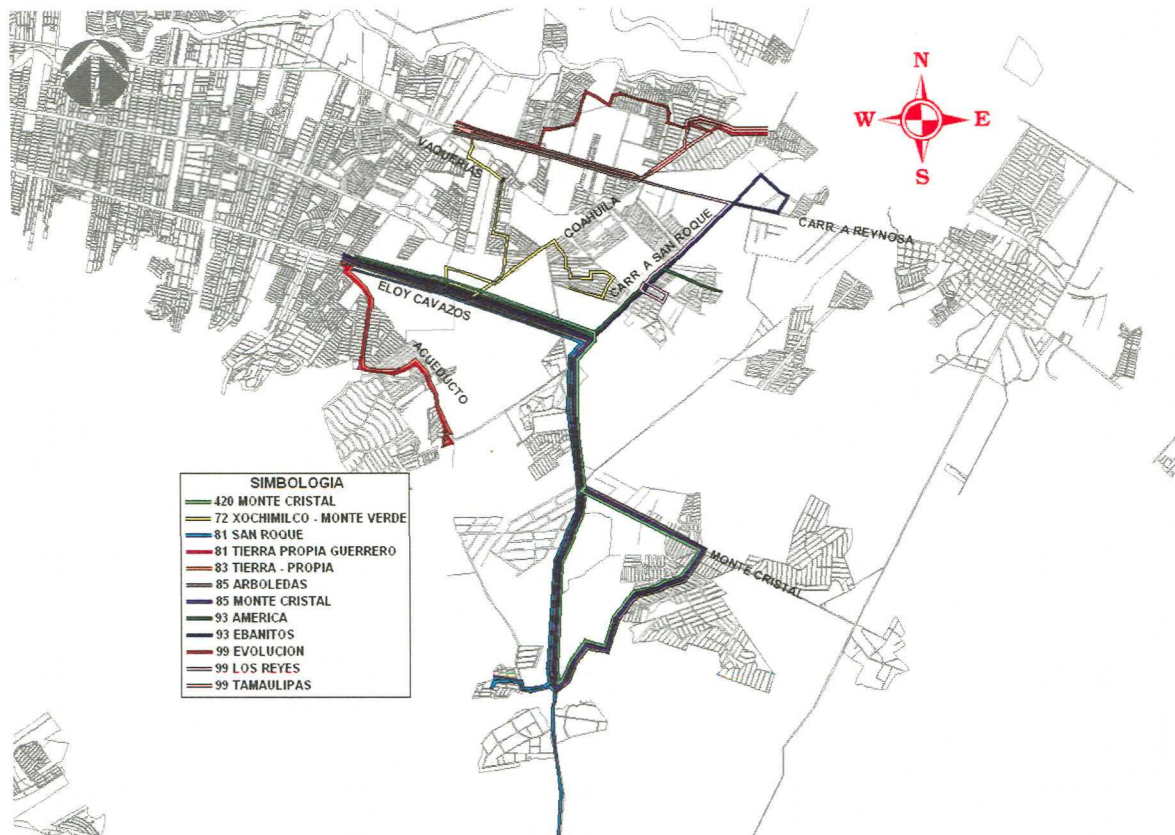 N
W E
S
VAQUERIAS
COAHUILA
CARR. A SAN ROQUE
CARR. A REYNOSA
ELOY CAVAZOS
ACUEDUCTO
MONTE CRISTAL
SIMBOLOGIA
420 MONTE CRISTAL
72 XOCHIMILCO - MONTE VERDE
81 SAN ROQUE
81 TIERRA PROPIA GUERRERO
83 TIERRA - PROPIA
85 ARBOLEDAS
85 MONTE CRISTAL
93 AMERICA
93 EBANITOS
99 EVOLUCION
99 LOS REYES
99 TAMAULIPAS